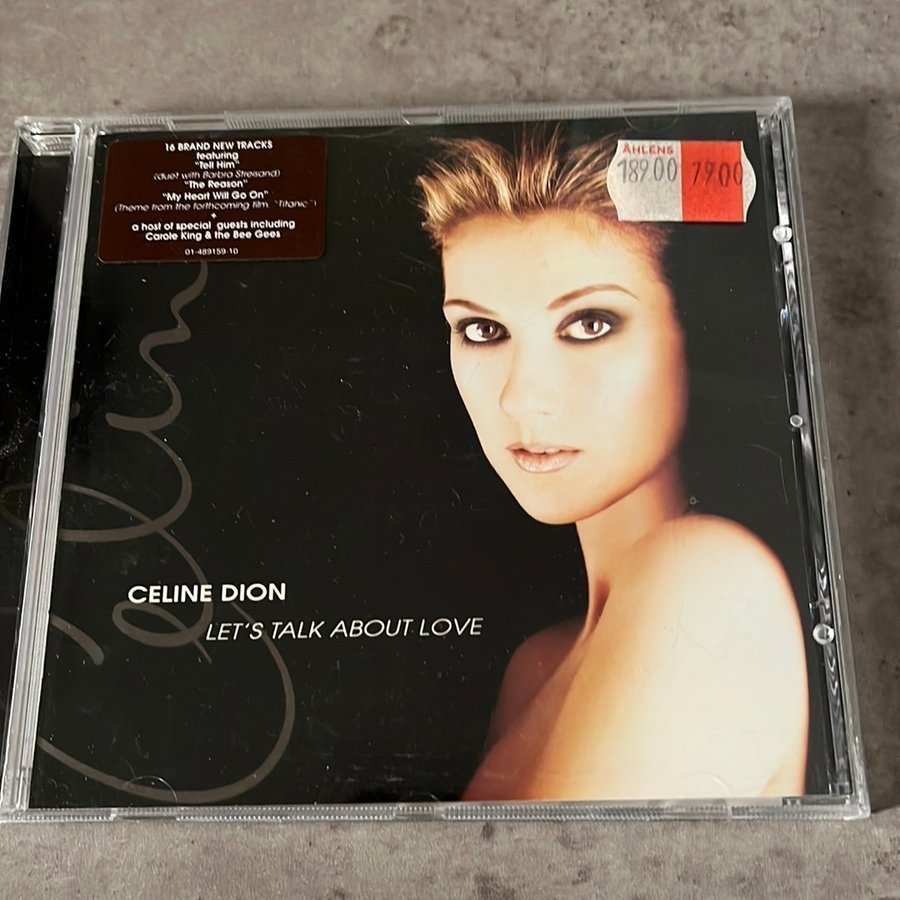 16 BRAND NEW TRACKS
featuring
"Tell Him"
(duet with Barbra Streisand)
"The Reason"
"My Heart Will Go On"
(Theme from the forthcoming film "Titanic")
+
a host of special guests including
Carole King & the Bee Gees
01-489159-10
ÅHLÉNS
189.00 79.00
Celine
CELINE DION
LET'S TALK ABOUT LOVE